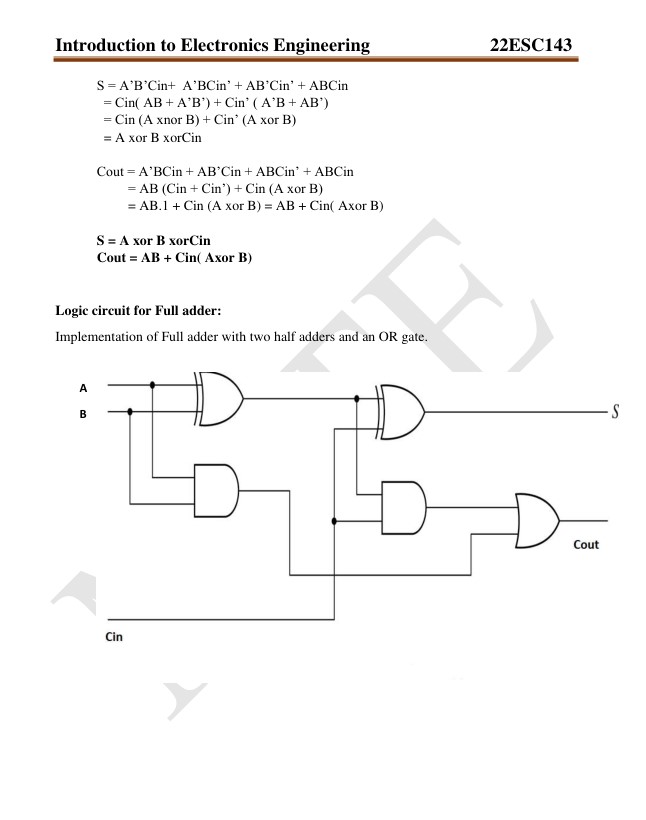 Introduction to Electronics Engineering 22ESC143
S = A’B’Cin+ A’BCin’ + AB’Cin’ + ABCin
= Cin( AB + A’B’) + Cin’ ( A’B + AB’)
= Cin (A xnor B) + Cin’ (A xor B)
= A xor B xorCin
Cout = A’BCin + AB’Cin + ABCin’ + ABCin
= AB (Cin + Cin’) + Cin (A xor B)
= AB.1 + Cin (A xor B) = AB + Cin( Axor B)
S = A xor B xorCin
Cout = AB + Cin( Axor B)
Logic circuit for Full adder:
Implementation of Full adder with two half adders and an OR gate.
A
B
S
Cout
Cin